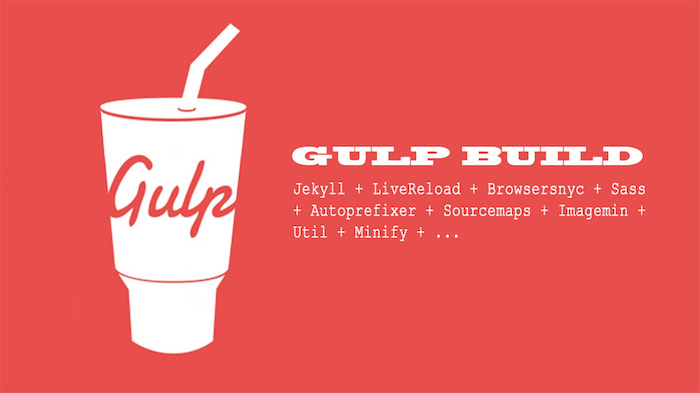 Gulp
GULP BUILD
Jekyll + LiveReload + Browsersnyc + Sass
+ Autoprefixer + Sourcemaps + Imagemin +
Util + Minify + ...